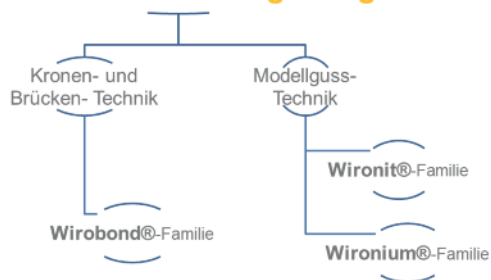 Kronen- und
Brücken- Technik
Modellguss-
Technik
Wironit®-Familie
Wirobond®-Familie
Wironium®-Familie